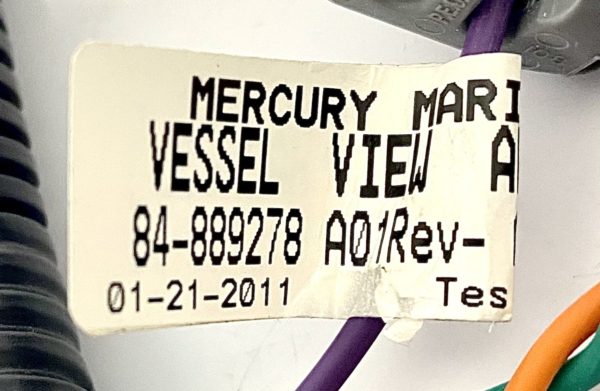 MERCURY MARI
VESSEL VIEW A
84-889278 A01Rev-
01-21-2011 Tes